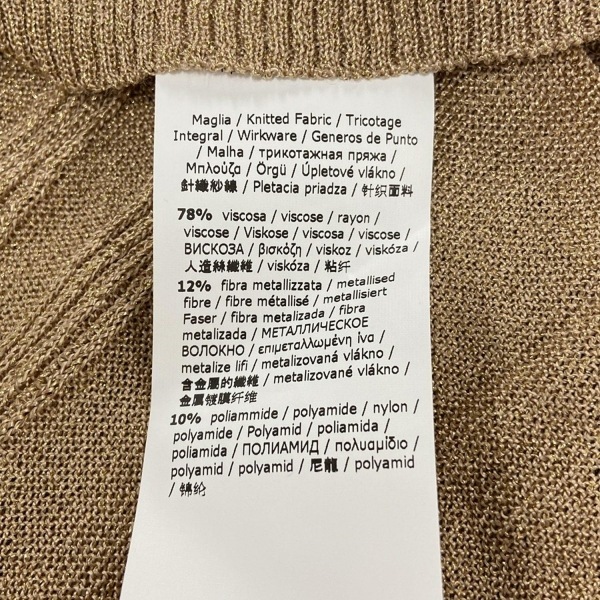 Maglia / Knitted Fabric / Tricotage
Integral / Wirkware / Generos de Punto
/ Malha / трикотажная пряжа /
Μπλούζα / Örgü / Úpletové vlákno /
針織紗線 / Pletacia priadza / 针织面料
78% viscosa / viscose / rayon /
viscose / Viskose / viscosa / viscose /
ВИСКОЗА / βισκόζη / viskoz / viskóza /
人造絲纖維 / viskóza / 粘纤
12% fibra metallizzata / metallised
fibre / fibre métallisé / metallisiert
Faser / fibra metalizada / fibra
metalizada / МЕТАЛЛИЧЕСКОЕ
ВОЛОКНО / επιμεταλλωμένη ίνα /
metalize lifi / metalizovaná vlákno /
含金屬的纖維 / metalizované vlákno /
金属镀膜纤维
10% poliammide / polyamide / nylon /
polyamide / Polyamid / poliamida /
poliamida / ПОЛИАМИД / πολυαμίδιο /
polyamid / polyamid / 尼龍 / polyamid
/ 锦纶